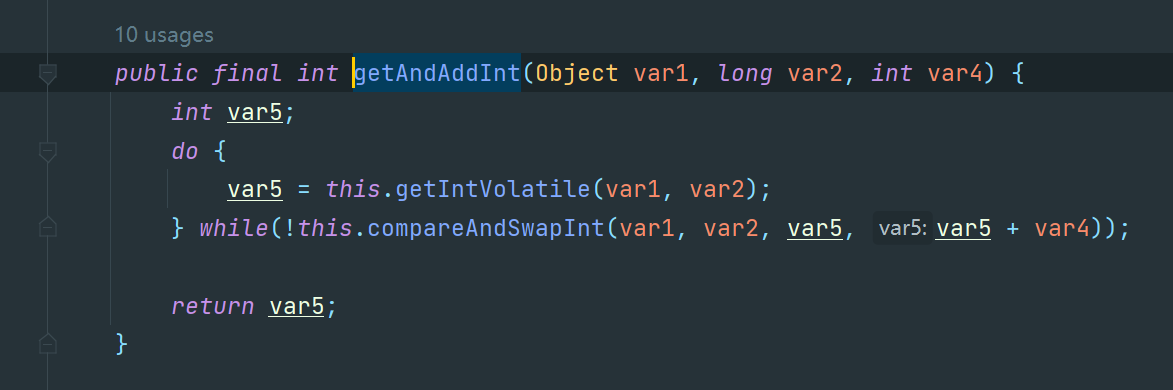 10 usages
public final int getAndAddInt(Object var1, long var2, int var4) {
int var5;
do {
var5 = this.getIntVolatile(var1, var2);
} while(!this.compareAndSwapInt(var1, var2, var5, var5: var5 + var4));
return var5;
}